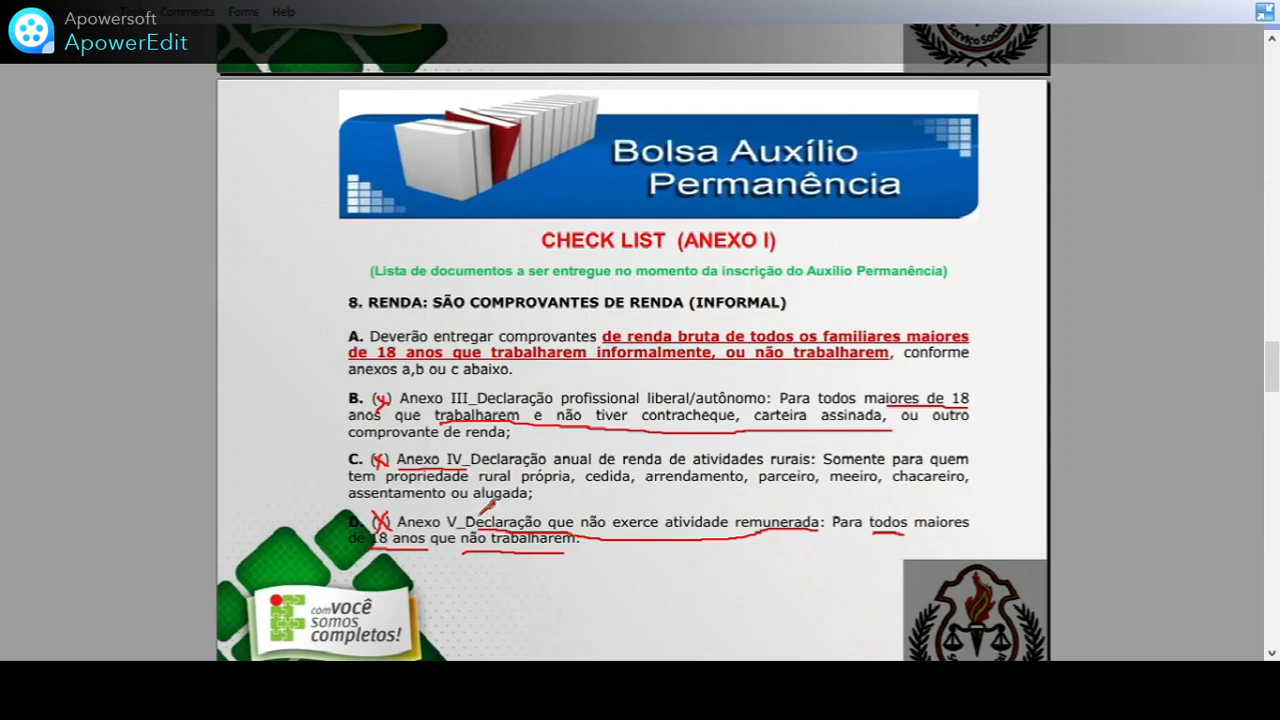 Comments Forms Help
Apowersoft
ApowerEdit
Serviço Social
Bolsa Auxílio
Permanência
CHECK LIST (ANEXO I)
(Lista de documentos a ser entregue no momento da inscrição do Auxílio Permanência)
8. RENDA: SÃO COMPROVANTES DE RENDA (INFORMAL)
A. Deverão entregar comprovantes de renda bruta de todos os familiares maiores
de 18 anos que trabalharem informalmente, ou não trabalharem, conforme
anexos a,b ou c abaixo.
B. (x) Anexo III_Declaração profissional liberal/autônomo: Para todos maiores de 18
anos que trabalharem e não tiver contracheque, carteira assinada, ou outro
comprovante de renda;
C. (x) Anexo IV_Declaração anual de renda de atividades rurais: Somente para quem
tem propriedade rural própria, cedida, arrendamento, parceiro, meeiro, chacareiro,
assentamento ou alugada;
D. (X) Anexo V_Declaração que não exerce atividade remunerada: Para todos maiores
de 18 anos que não trabalharem.
com você
somos
completos!